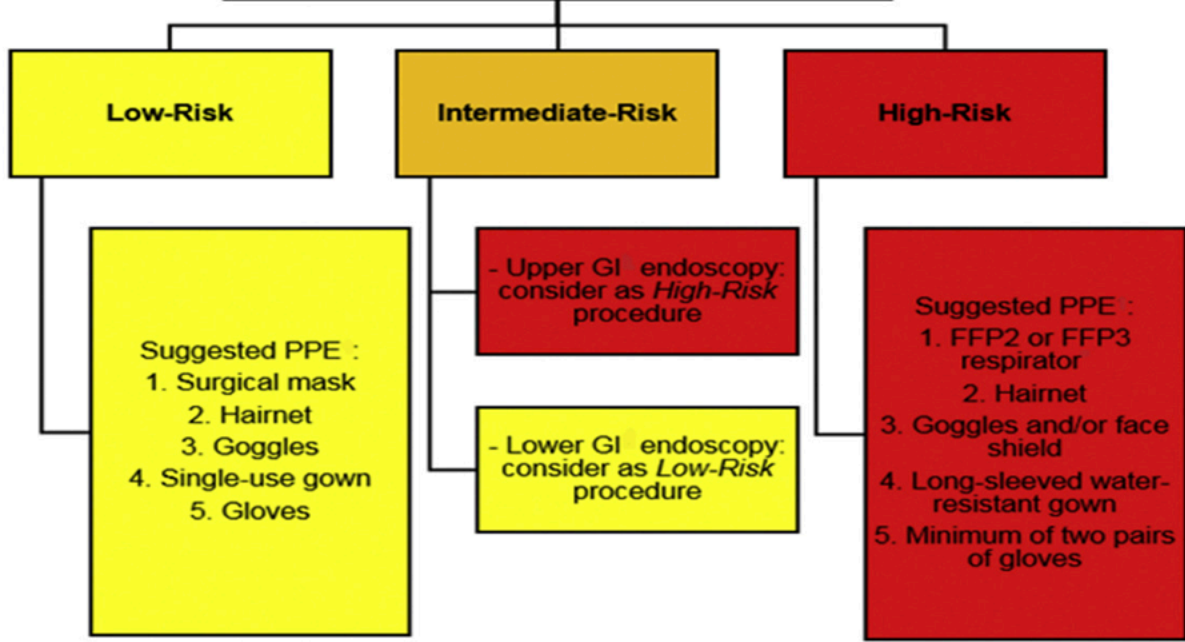 Low-Risk
Intermediate-Risk
High-Risk
Suggested PPE :
1. Surgical mask
2. Hairnet
3. Goggles
4. Single-use gown
5. Gloves
- Upper GI endoscopy:
consider as High-Risk
procedure
- Lower GI endoscopy:
consider as Low-Risk
procedure
Suggested PPE :
1. FFP2 or FFP3
respirator
2. Hairnet
3. Goggles and/or face
shield
4. Long-sleeved water-
resistant gown
5. Minimum of two pairs
of gloves